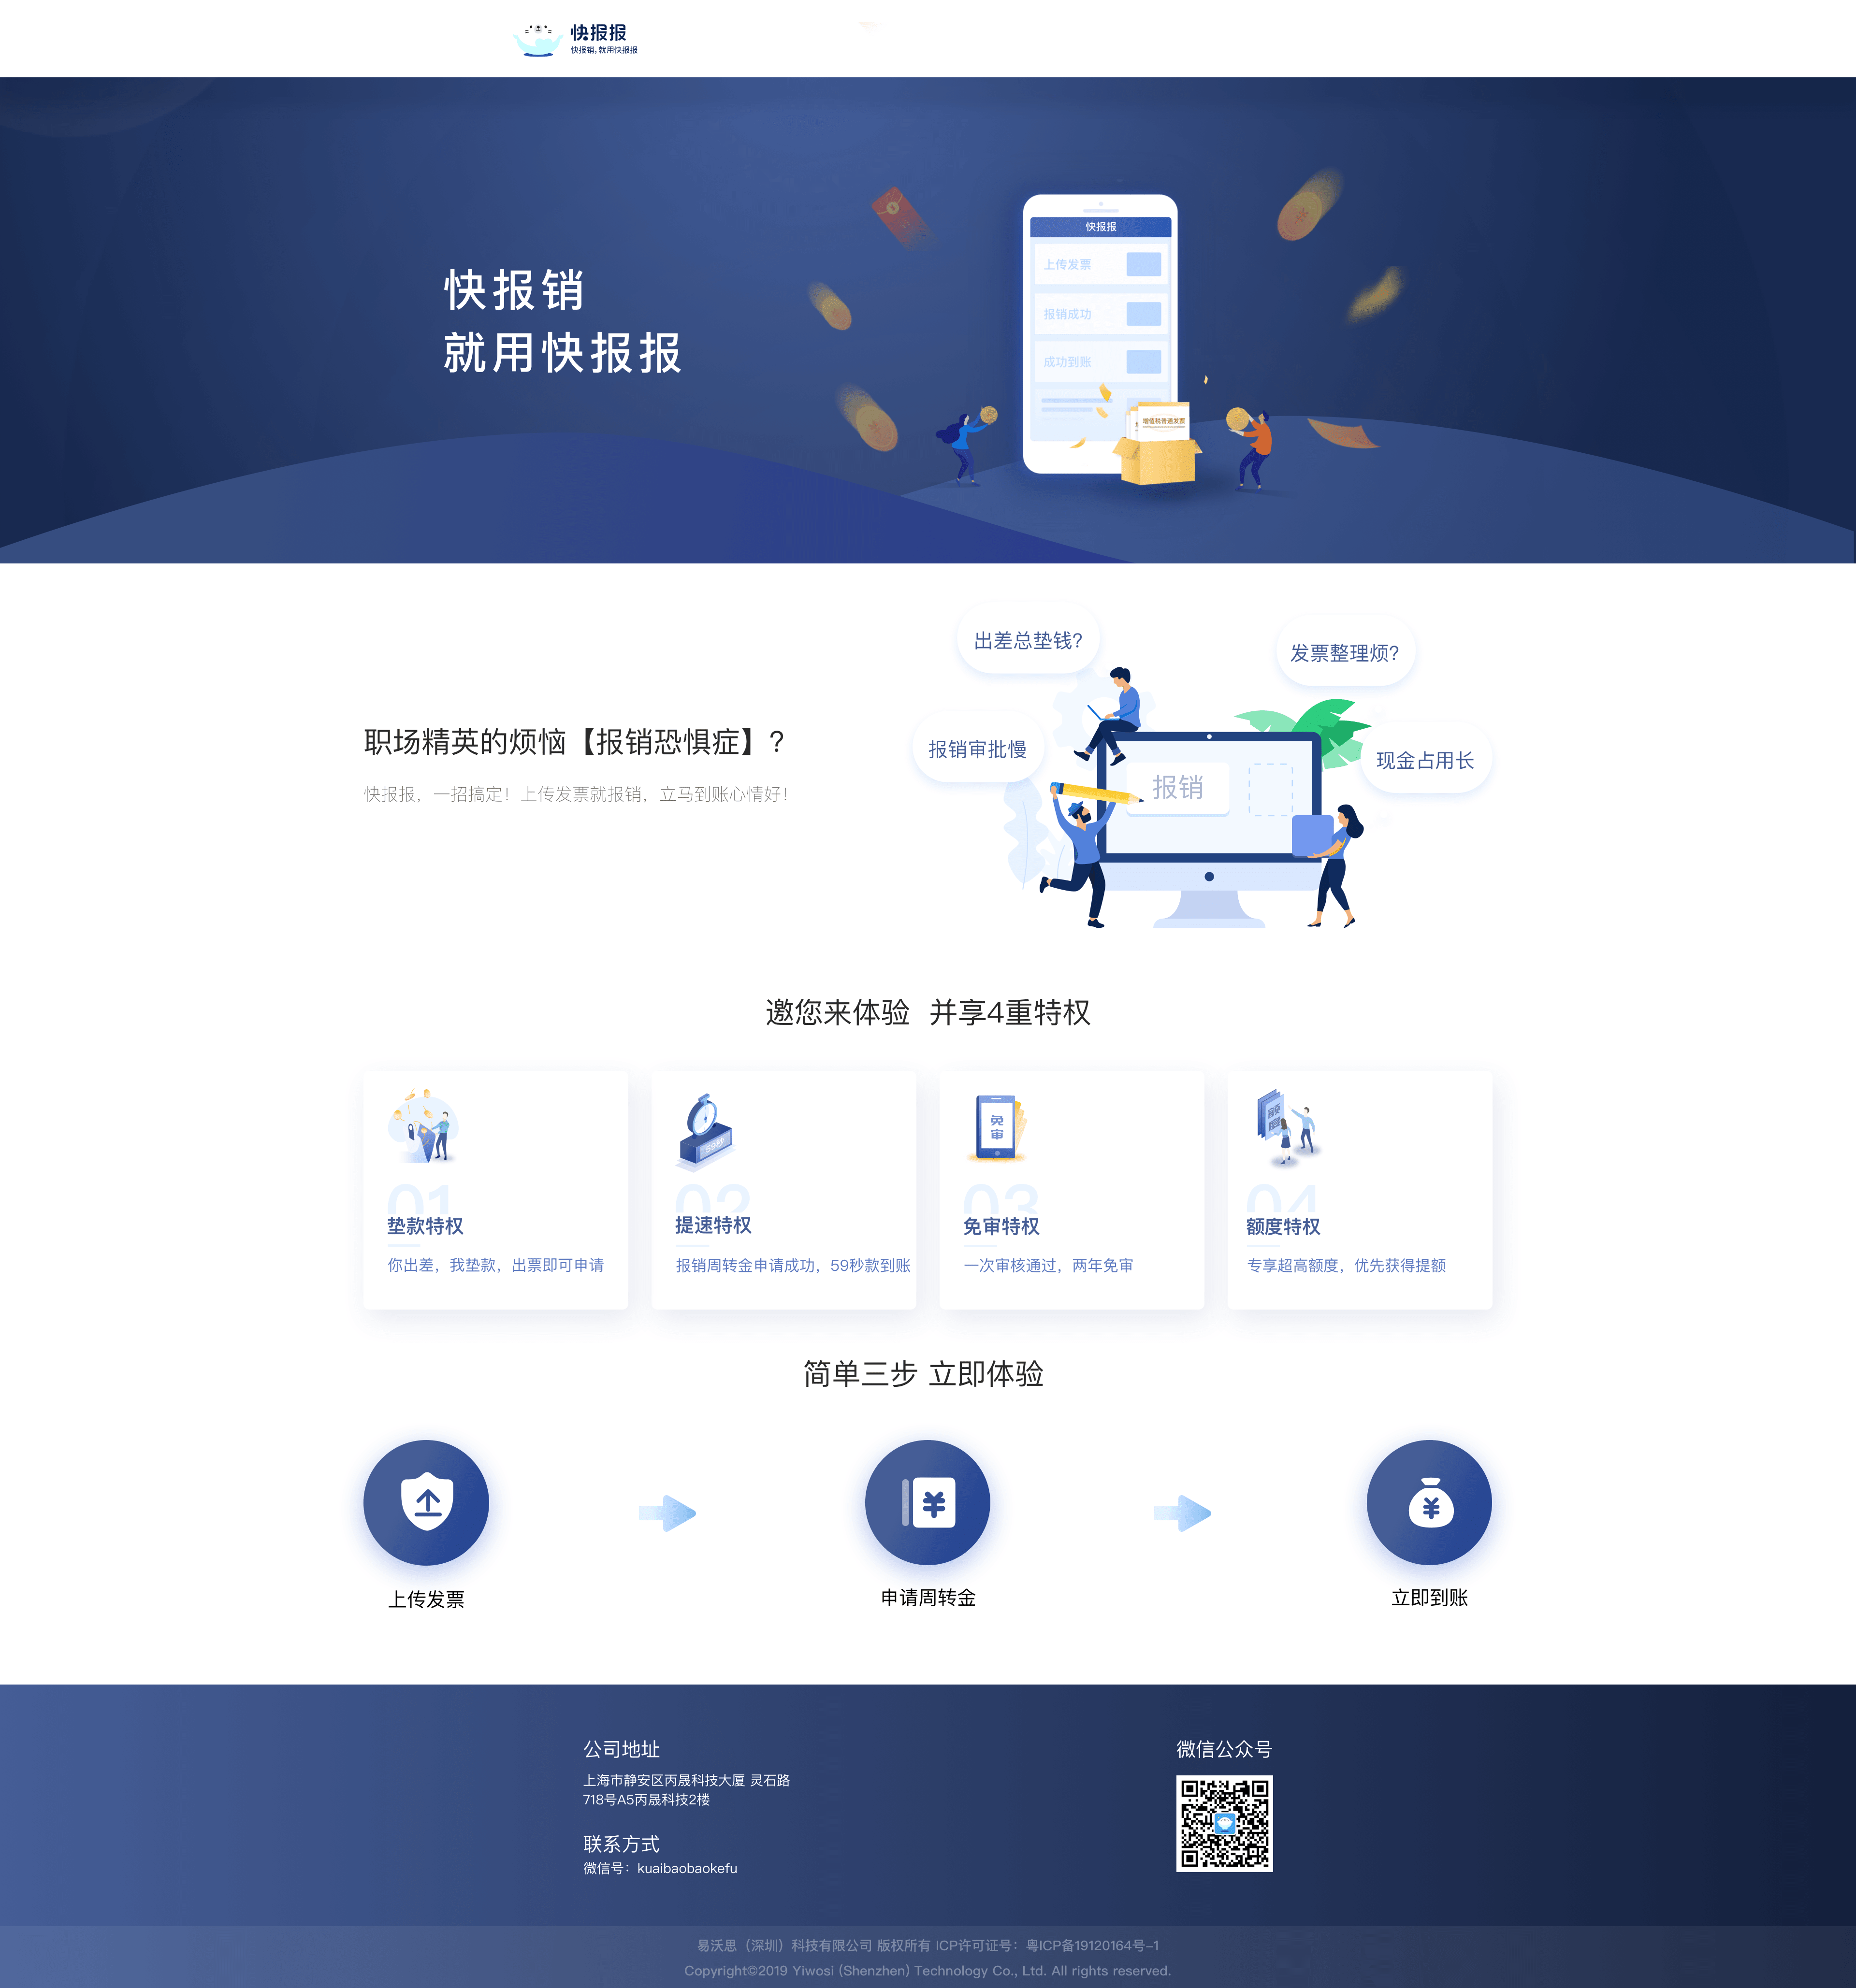 快报报
快报销,就用快报报
快报销
就用快报报
快报报
上传发票
报销成功
成功到账
增值税普通发票
出差总垫钱?
发票整理烦?
报销审批慢
现金占用长
报销
职场精英的烦恼【报销恐惧症】?
快报报，一招搞定！上传发票就报销，立马到账心情好！
邀您来体验 并享4重特权
免审
59秒
01
垫款特权
你出差，我垫款，出票即可申请
02
提速特权
报销周转金申请成功，59秒款到账
03
免审特权
一次审核通过，两年免审
04
额度特权
专享超高额度，优先获得提额
简单三步 立即体验
上传发票
申请周转金
立即到账
公司地址
上海市静安区丙晟科技大厦 灵石路
718号A5丙晟科技2楼
联系方式
微信号：kuaibaobaokefu
微信公众号
易沃思（深圳）科技有限公司 版权所有 ICP许可证号：粤ICP备19120164号-1
Copyright©2019 Yiwosi (Shenzhen) Technology Co., Ltd. All rights reserved.